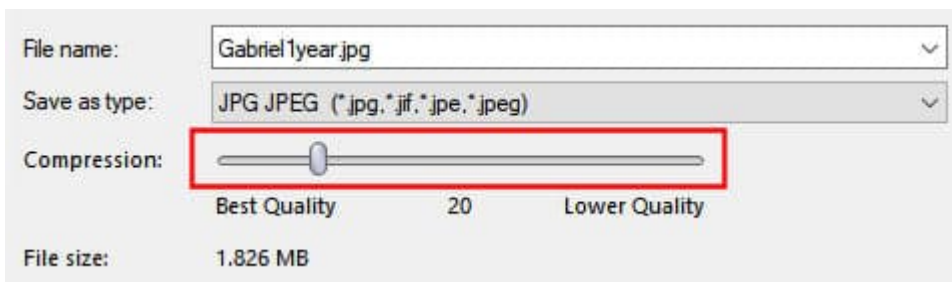 File name: Gabriel1year.jpg
Save as type: JPG JPEG (*.jpg,*.jif,*.jpe,*.jpeg)
Compression:
Best Quality 20 Lower Quality
File size: 1.826 MB